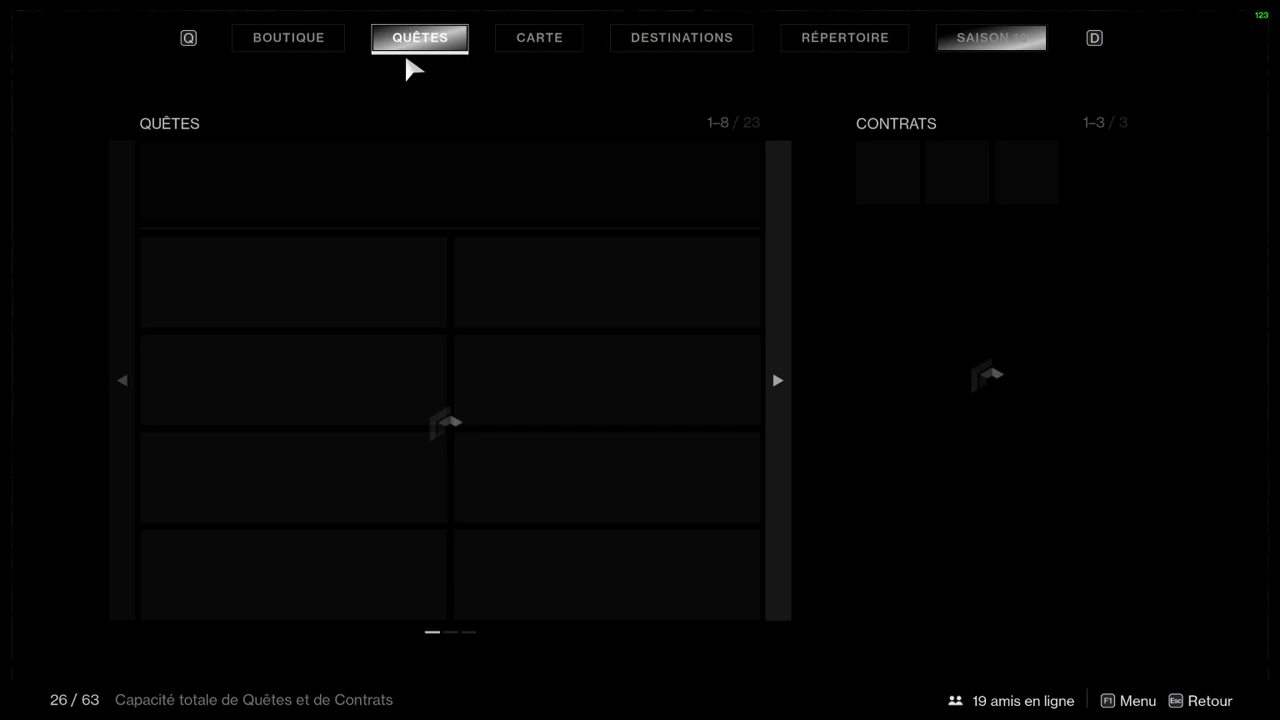 123
Q BOUTIQUE QUÊTES CARTE DESTINATIONS RÉPERTOIRE SAISON D
QUÊTES 1–8 / 23 CONTRATS 1–3 / 3
26 / 63 Capacité totale de Quêtes et de Contrats 19 amis en ligne F1 Menu Esc Retour